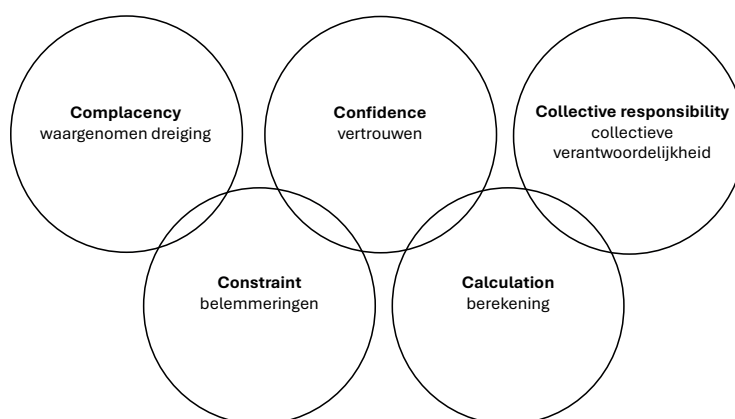 Complacency
waargenomen dreiging
Confidence
vertrouwen
Collective responsibility
collectieve
verantwoordelijkheid
Constraint
belemmeringen
Calculation
berekening